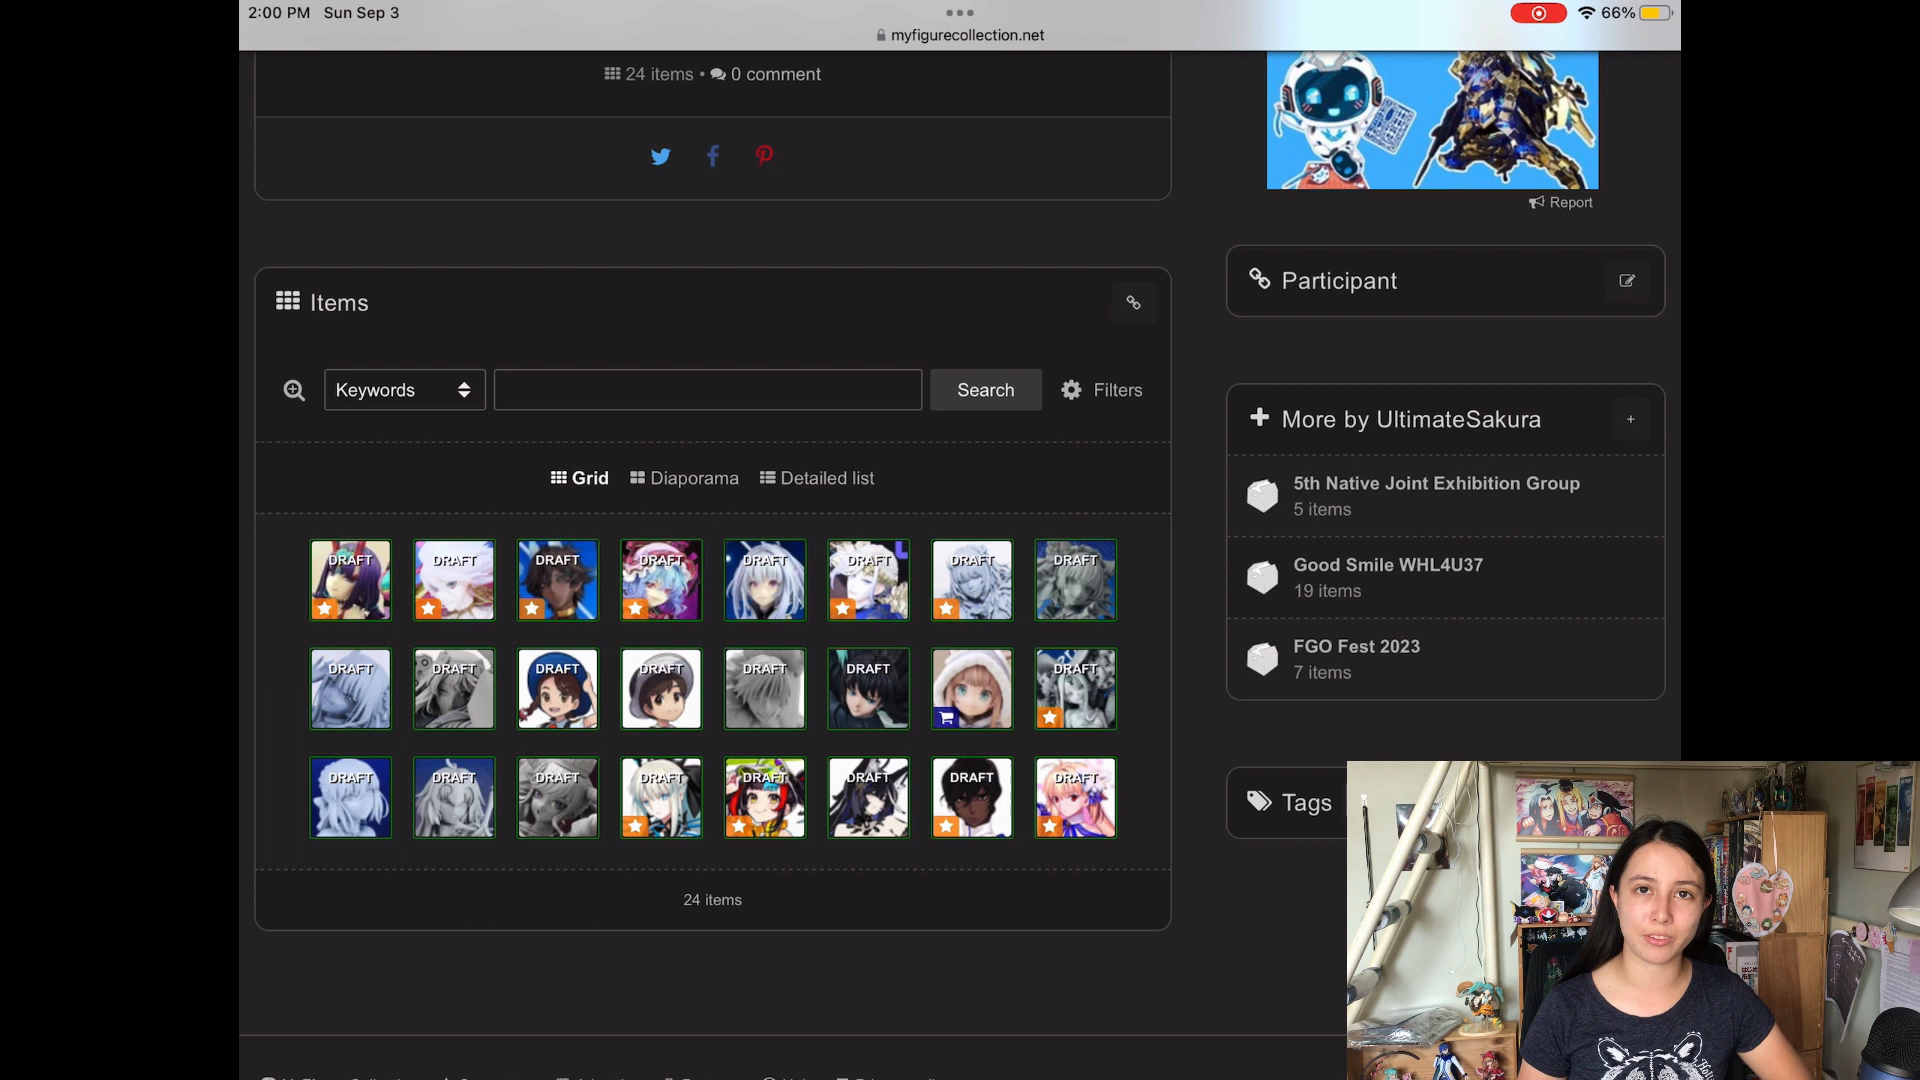 2:00 PM Sun Sep 3
66%
myfigurecollection.net
24 items • 0 comment
Report
Items
Participant
Keywords
Search
Filters
More by UltimateSakura
+
Grid Diaporama Detailed list
5th Native Joint Exhibition Group
5 items
Good Smile WHL4U37
19 items
FGO Fest 2023
7 items
DRAFT DRAFT DRAFT DRAFT DRAFT DRAFT DRAFT DRAFT
DRAFT DRAFT DRAFT DRAFT DRAFT DRAFT DRAFT
DRAFT DRAFT DRAFT DRAFT DRAFT DRAFT DRAFT DRAFT
Tags
24 items